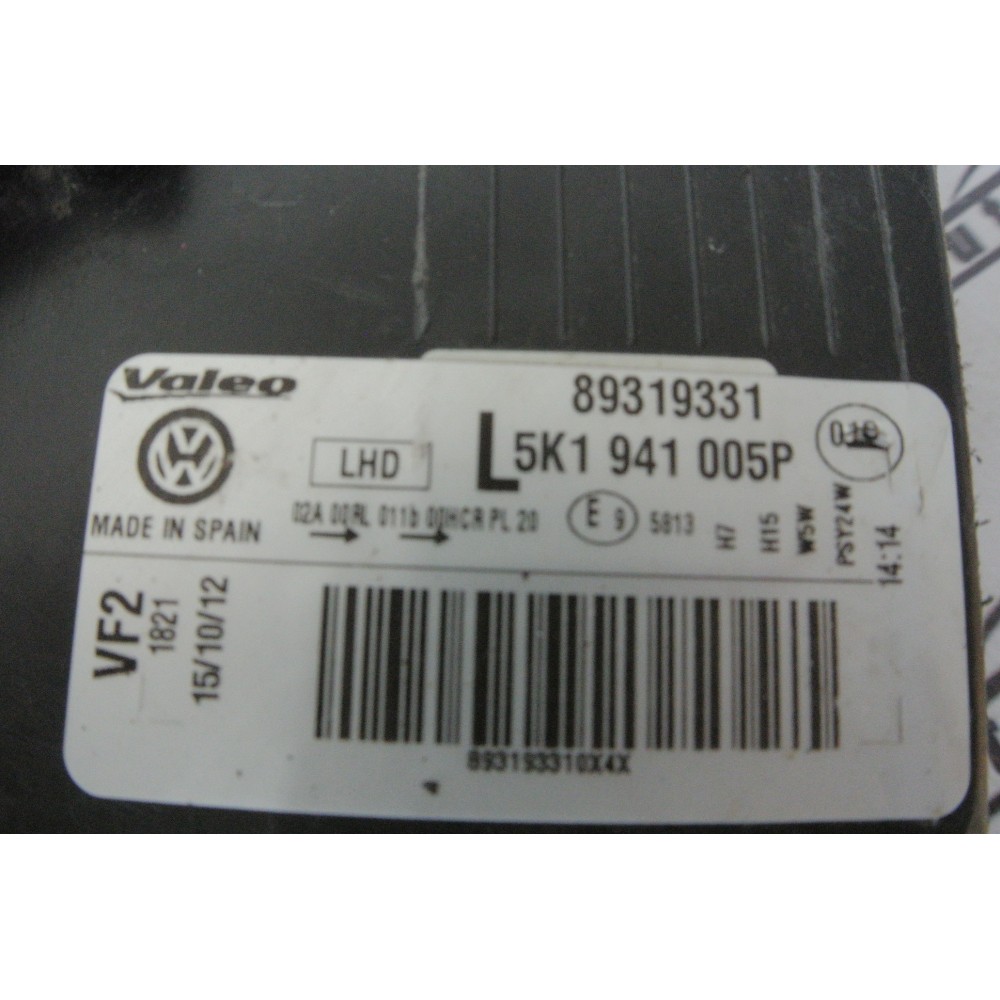 Valeo
89319331
LHD
L 5K1 941 005P
MADE IN SPAIN
02A 00RL 011b 00HCR PL 20
E 9 5813
H7
H15
W5W
PSY24W
14:14
VF2
1821
15/10/12
893193310X4X